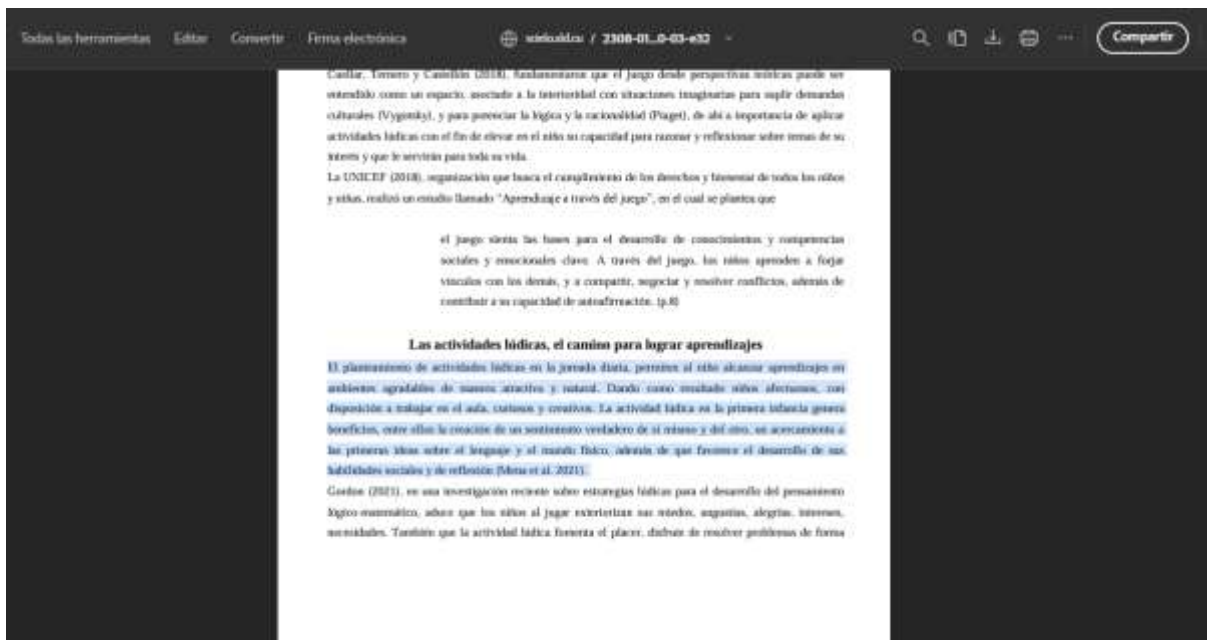 Todas las herramientas Editar Convertir Firma electrónica / 2308-01...0-03-e32 Compartir
Cuellar, Ternero y Castellón (2018), fundamentaron que el juego desde perspectivas teóricas puede ser
entendido como un espacio, asociado a la interioridad con situaciones imaginarias para suplir demandas
culturales (Vygotsky), y para potenciar la lógica y la racionalidad (Piaget), de ahí a importancia de aplicar
actividades lúdicas con el fin de elevar en el niño su capacidad para razonar y reflexionar sobre temas de su
interés y que le servirán para toda su vida.
La UNICEF (2018), organización que busca el cumplimiento de los derechos y bienestar de todos los niños
y niñas, realizó un estudio llamado “Aprendizaje a través del juego”, en el cual se plantea que
el juego sienta las bases para el desarrollo de conocimientos y competencias
sociales y emocionales clave. A través del juego, los niños aprenden a forjar
vínculos con los demás, y a compartir, negociar y resolver conflictos, además de
contribuir a su capacidad de autoafirmación. (p.8)
Las actividades lúdicas, el camino para lograr aprendizajes
El planteamiento de actividades lúdicas en la jornada diaria, permiten al niño alcanzar aprendizajes en
ambientes agradables de manera atractiva y natural. Dando como resultado niños afectuosos, con
disposición a trabajar en el aula, curiosos y creativos. La actividad lúdica en la primera infancia genera
beneficios, entre ellos la creación de un sentimiento verdadero de si mismo y del otro, un acercamiento a
las primeras ideas sobre el lenguaje y el mundo físico, además de que favorece el desarrollo de sus
habilidades sociales y de reflexión (Mena et al. 2021).
Gordon (2021), en una investigación reciente sobre estrategias lúdicas para el desarrollo del pensamiento
lógico-matemático, aduce que los niños al jugar exteriorizan sus miedos, angustias, alegrías, intereses,
necesidades. También que la actividad lúdica fomenta el placer, disfrute de resolver problemas de forma